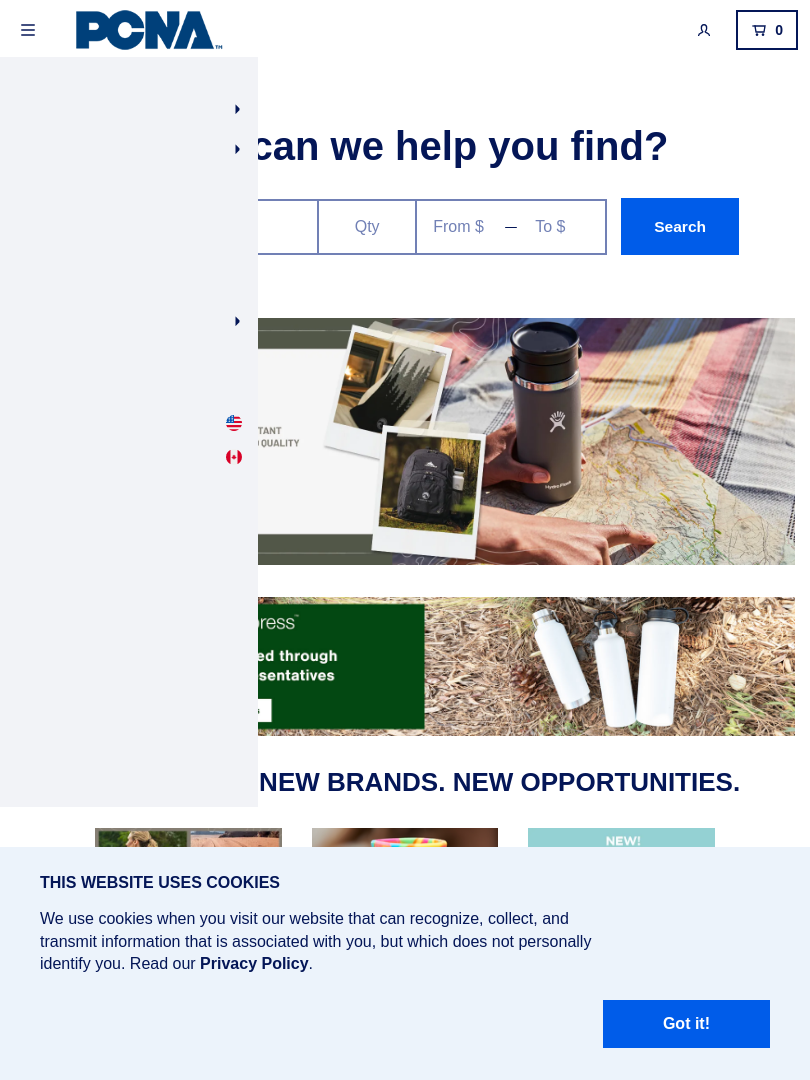 PCNA™
0
can we help you find?
Qty
From $ — To $
Search
TANT
QUALITY
Hydro Flask
press™
ed through
sentatives
s
NEW BRANDS. NEW OPPORTUNITIES.
NEW!
THIS WEBSITE USES COOKIES
We use cookies when you visit our website that can recognize, collect, and
transmit information that is associated with you, but which does not personally
identify you. Read our Privacy Policy.
Got it!